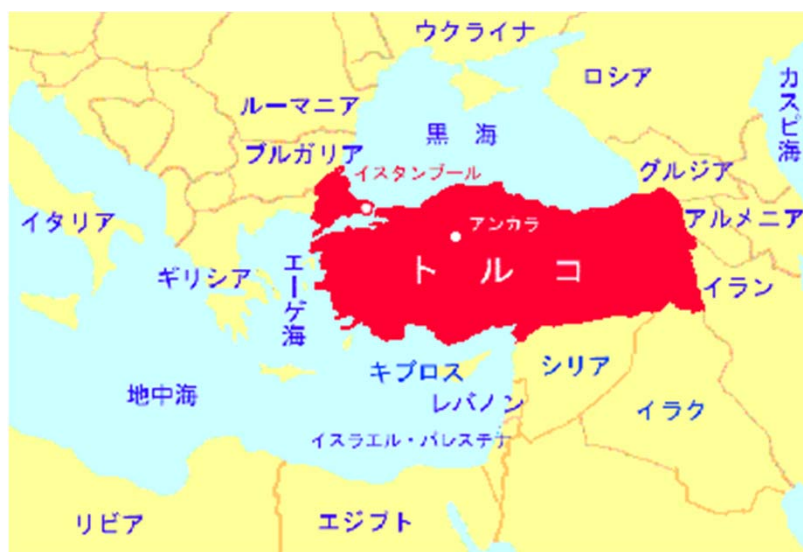 ウクライナ
ロシア
カスピ海
ルーマニア
黒 海
ブルガリア
イスタンブール
グルジア
イタリア
アンカラ
アルメニア
ギリシア
エーゲ海
ト ル コ
イラン
キプロス
シリア
地中海
レバノン
イラク
イスラエル・パレステナ
リビア
エジプト